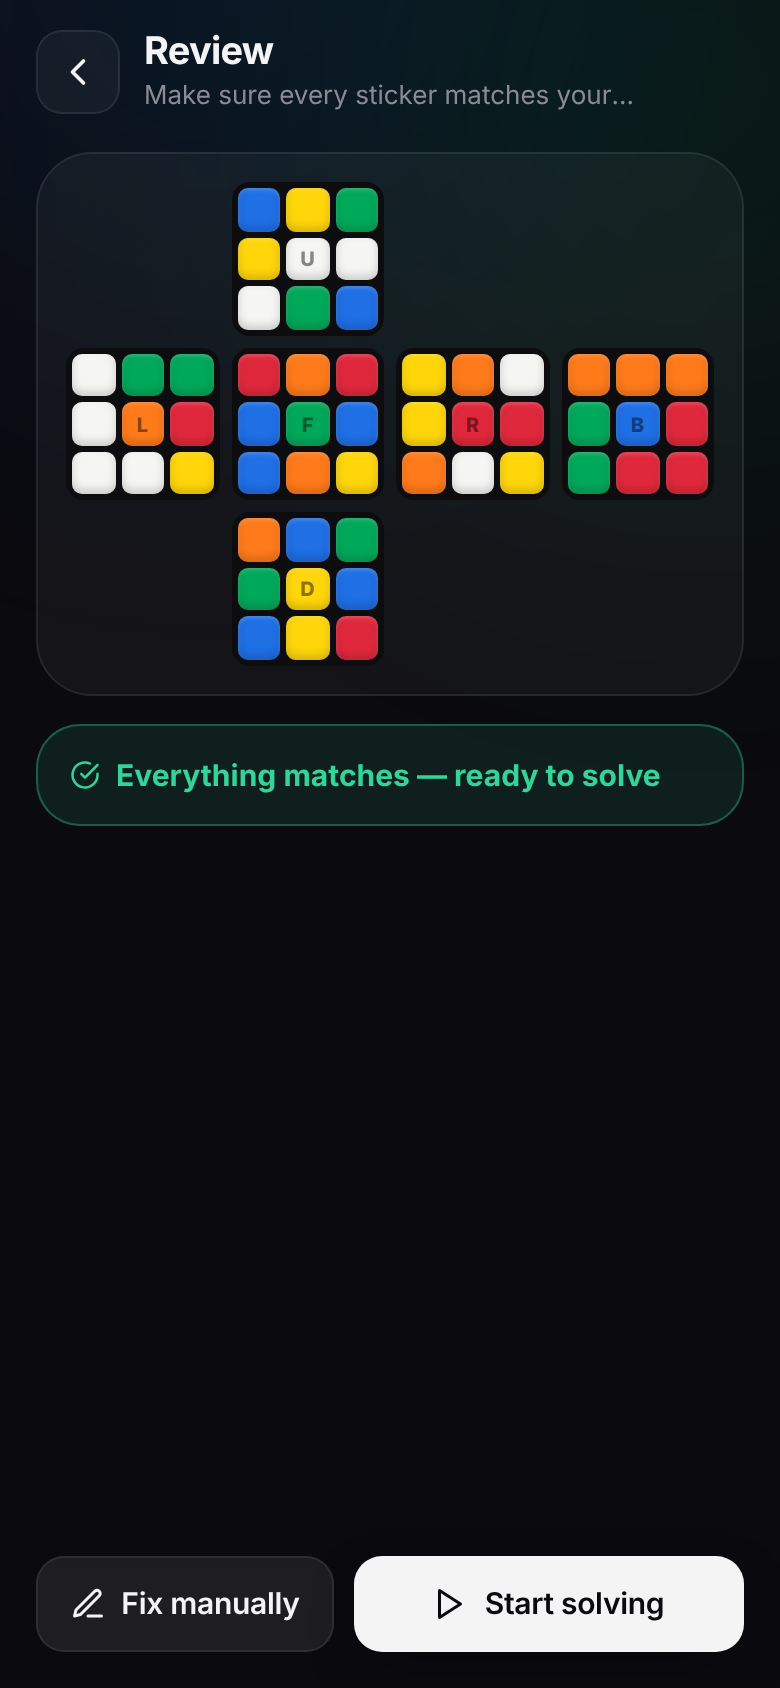 Review
Make sure every sticker matches your...
U
L
F
R
B
D
Everything matches — ready to solve
Fix manually
Start solving